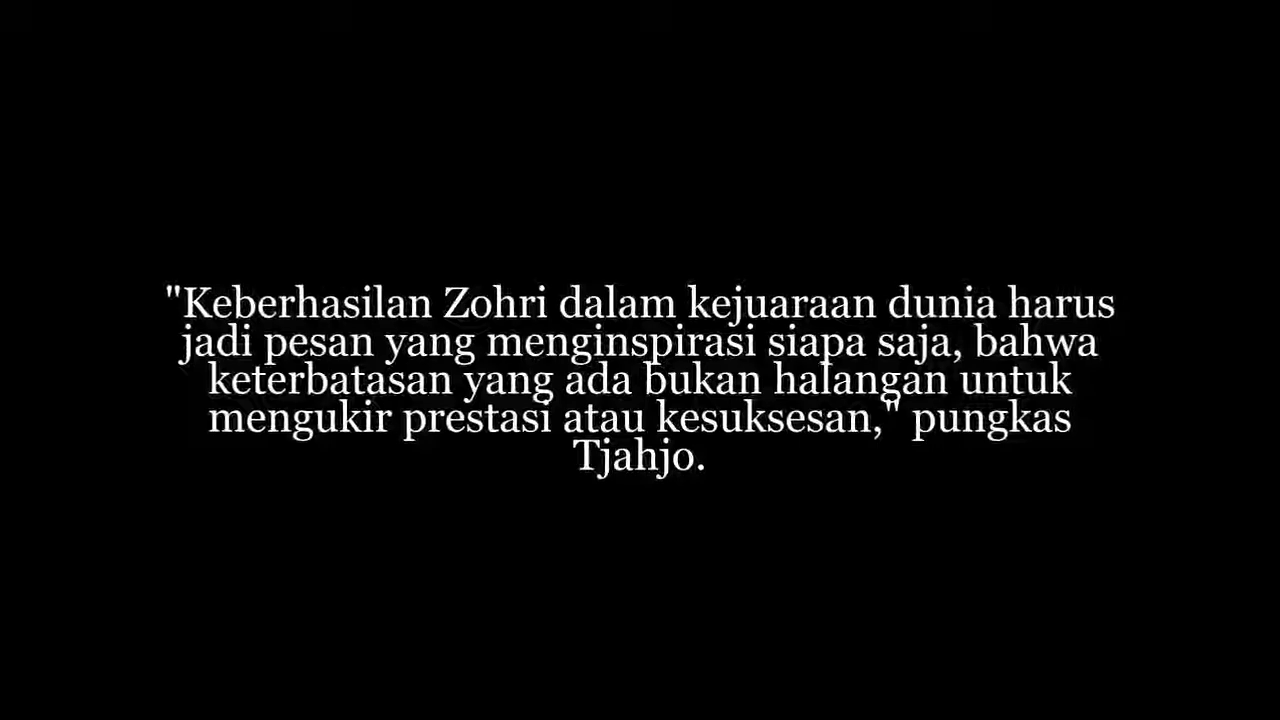 "Keberhasilan Zohri dalam kejuaraan dunia harus
jadi pesan yang menginspirasi siapa saja, bahwa
keterbatasan yang ada bukan halangan untuk
mengukir prestasi atau kesuksesan," pungkas
Tjahjo.